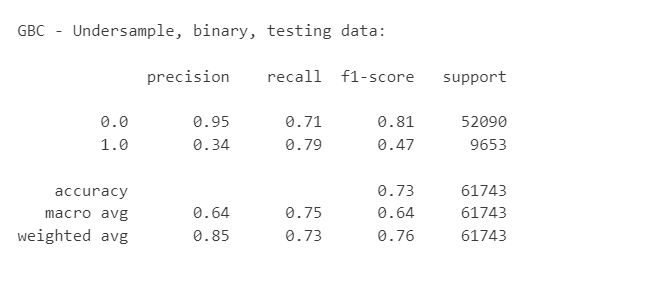 GBC - Undersample, binary, testing data:
precision recall f1-score support
0.0 0.95 0.71 0.81 52090
1.0 0.34 0.79 0.47 9653
accuracy 0.73 61743
macro avg 0.64 0.75 0.64 61743
weighted avg 0.85 0.73 0.76 61743